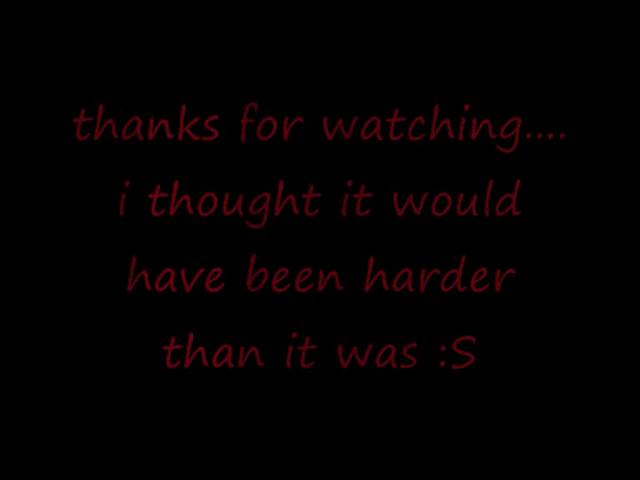 thanks for watching....
i thought it would
have been harder
than it was :S